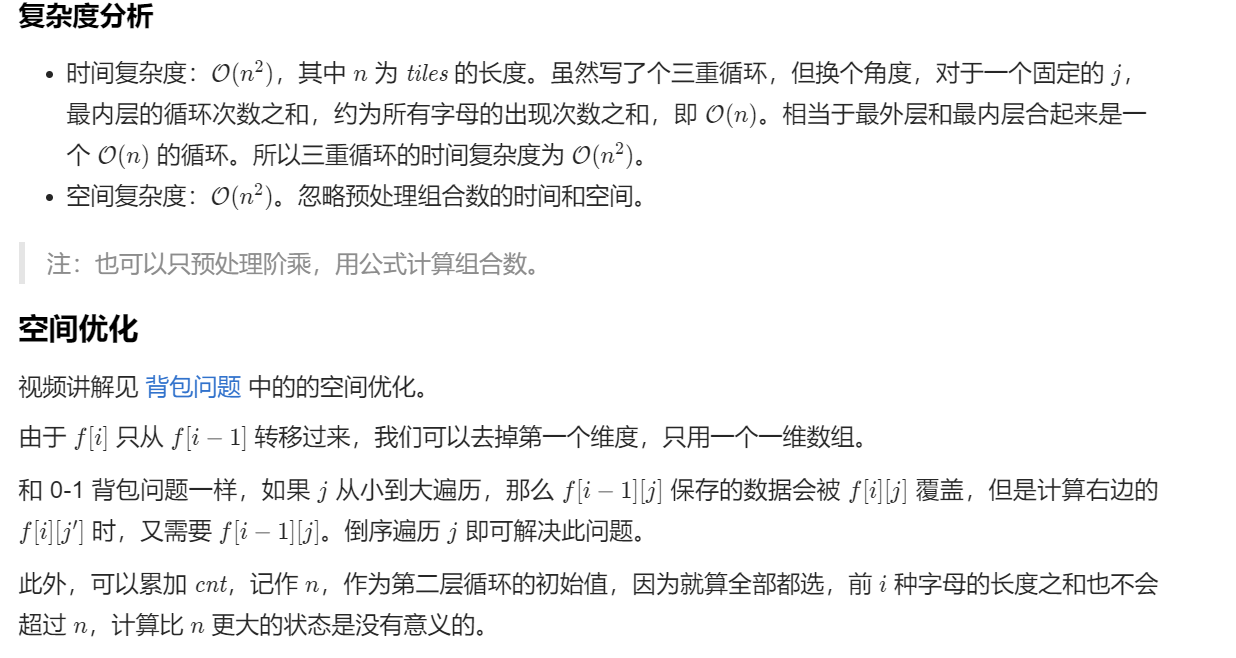 复杂度分析
• 时间复杂度：O(n²)，其中 n 为 tiles 的长度。虽然写了个三重循环，但换个角度，对于一个固定的 j，
最内层的循环次数之和，约为所有字母的出现次数之和，即 O(n)。相当于最外层和最内层合起来是一
个 O(n) 的循环。所以三重循环的时间复杂度为 O(n²)。
• 空间复杂度：O(n²)。忽略预处理组合数的时间和空间。
注：也可以只预处理阶乘，用公式计算组合数。
空间优化
视频讲解见 背包问题 中的的空间优化。
由于 f[i] 只从 f[i − 1] 转移过来，我们可以去掉第一个维度，只用一个一维数组。
和 0-1 背包问题一样，如果 j 从小到大遍历，那么 f[i − 1][j] 保存的数据会被 f[i][j] 覆盖，但是计算右边的
f[i][j′] 时，又需要 f[i − 1][j]。倒序遍历 j 即可解决此问题。
此外，可以累加 cnt，记作 n，作为第二层循环的初始值，因为就算全部都选，前 i 种字母的长度之和也不会
超过 n，计算比 n 更大的状态是没有意义的。